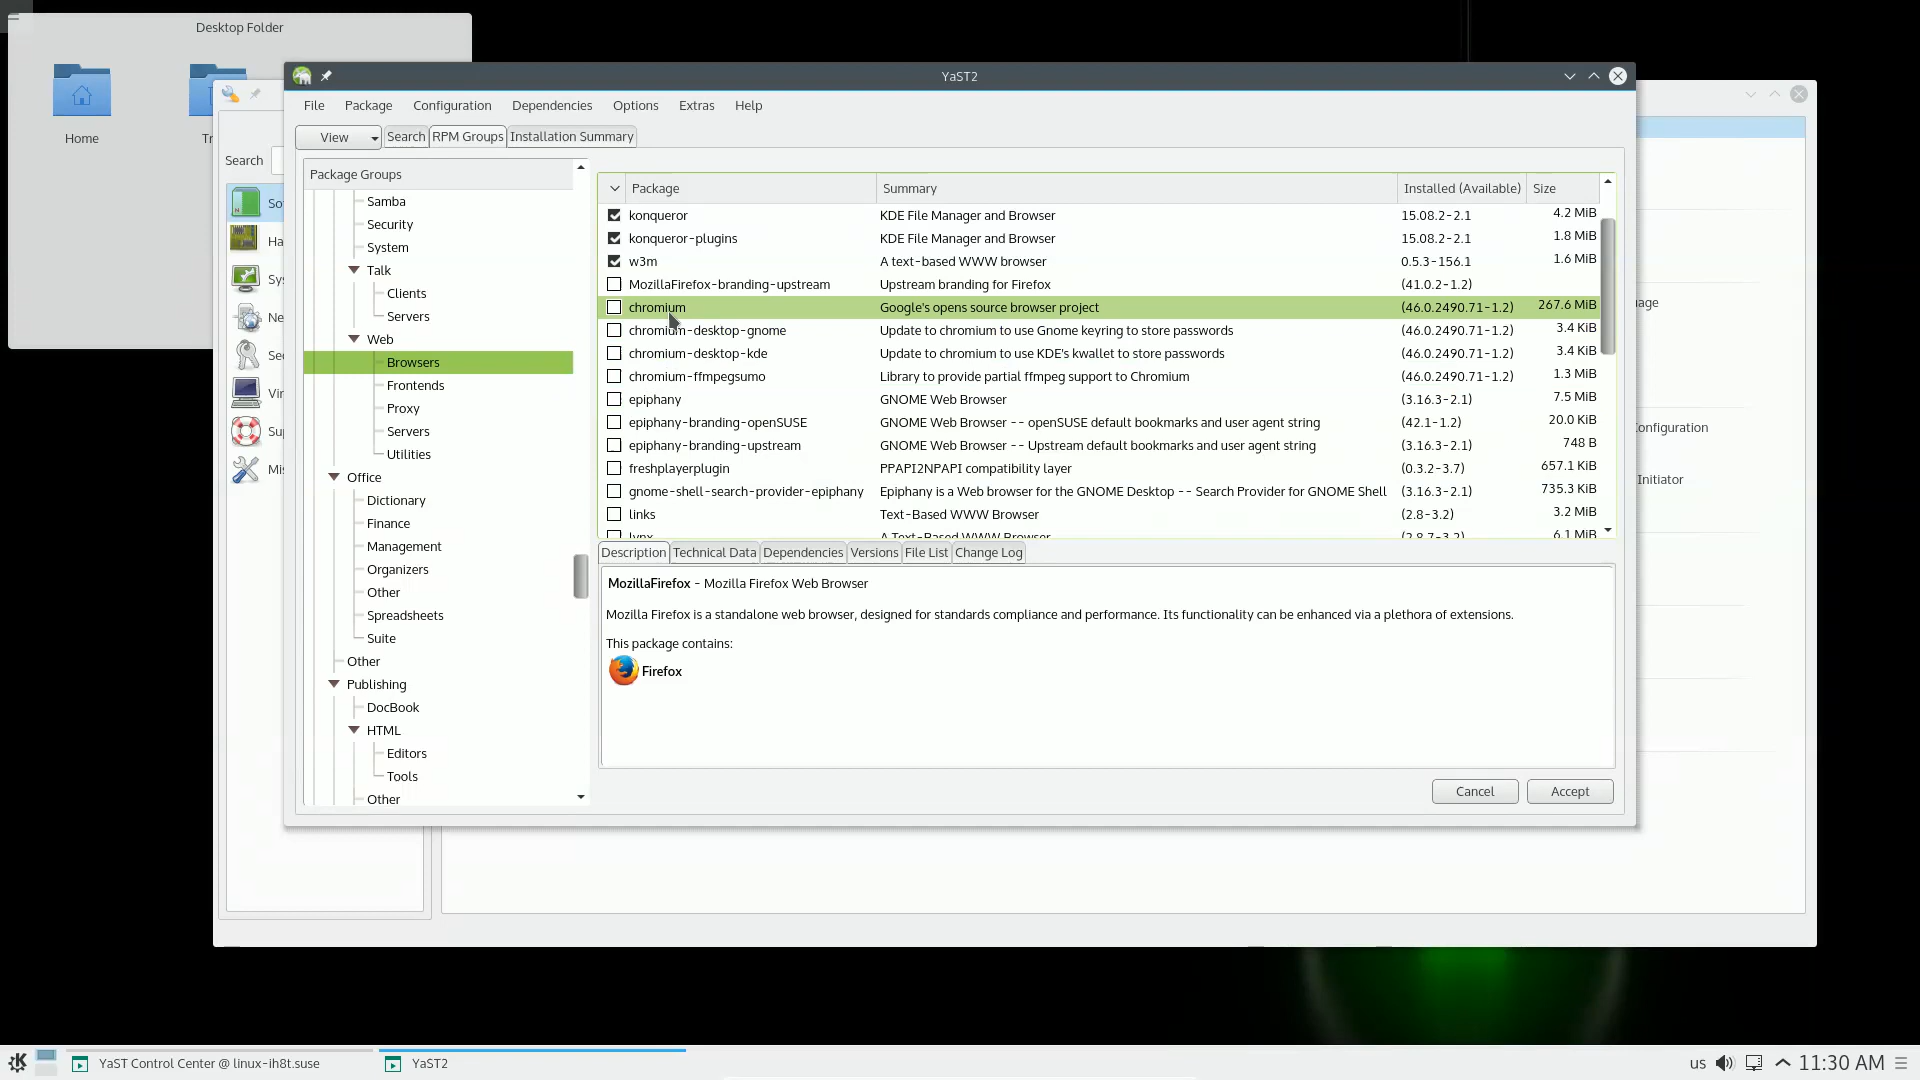 Desktop Folder
Home
YaST2
File Package Configuration Dependencies Options Extras Help
View Search RPM Groups Installation Summary
Search
Package Groups
Samba
Security
System
Talk
Clients
Servers
Web
Browsers
Frontends
Proxy
Servers
Utilities
Office
Dictionary
Finance
Management
Organizers
Other
Spreadsheets
Suite
Other
Publishing
DocBook
HTML
Editors
Tools
Other
Package Summary Installed (Available) Size
konqueror KDE File Manager and Browser 15.08.2-2.1 4.2 MiB
konqueror-plugins KDE File Manager and Browser 15.08.2-2.1 1.8 MiB
w3m A text-based WWW browser 0.5.3-156.1 1.6 MiB
MozillaFirefox-branding-upstream Upstream branding for Firefox (41.0.2-1.2)
chromium Google's opens source browser project (46.0.2490.71-1.2) 267.6 MiB
chromium-desktop-gnome Update to chromium to use Gnome keyring to store passwords (46.0.2490.71-1.2) 3.4 KiB
chromium-desktop-kde Update to chromium to use KDE's kwallet to store passwords (46.0.2490.71-1.2) 3.4 KiB
chromium-ffmpegsumo Library to provide partial ffmpeg support to Chromium (46.0.2490.71-1.2) 1.3 MiB
epiphany GNOME Web Browser (3.16.3-2.1) 7.5 MiB
epiphany-branding-openSUSE GNOME Web Browser -- openSUSE default bookmarks and user agent string (42.1-1.2) 20.0 KiB
epiphany-branding-upstream GNOME Web Browser -- Upstream default bookmarks and user agent string (3.16.3-2.1) 748 B
freshplayerplugin PPAPI2NPAPI compatibility layer (0.3.2-3.7) 657.1 KiB
gnome-shell-search-provider-epiphany Epiphany is a Web browser for the GNOME Desktop -- Search Provider for GNOME Shell (3.16.3-2.1) 735.3 KiB
links Text-Based WWW Browser (2.8-3.2) 3.2 MiB
lynx A Text-Based WWW Browser (2.8.7-3.2) 6.1 MiB
Description Technical Data Dependencies Versions File List Change Log
MozillaFirefox - Mozilla Firefox Web Browser
Mozilla Firefox is a standalone web browser, designed for standards compliance and performance. Its functionality can be enhanced via a plethora of extensions.
This package contains:
Firefox
Cancel Accept
Initiator
YaST Control Center @ linux-ih8t.suse YaST2 us 11:30 AM